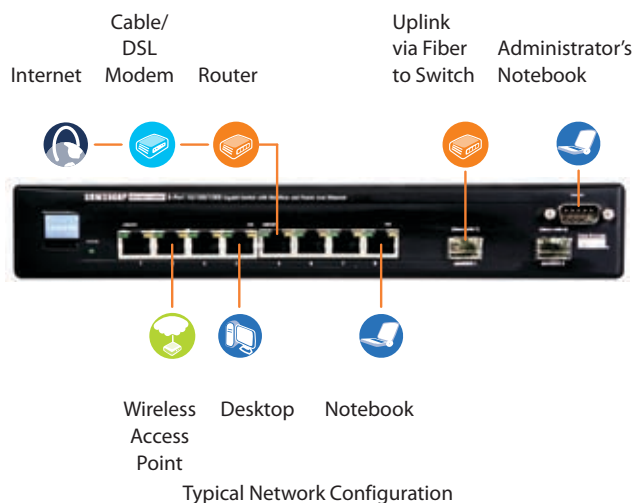 Cable/
DSL
Modem
Internet
Router
Uplink
via Fiber
to Switch
Administrator's
Notebook
Wireless
Access
Point
Desktop
Notebook
Typical Network Configuration